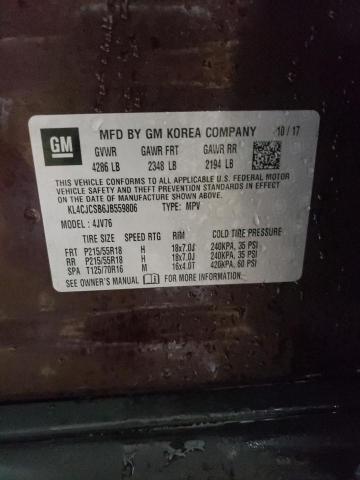 GM
MFD BY GM KOREA COMPANY 10 / 17
GVWR GAWR FRT GAWR RR
4286 LB 2348 LB 2194 LB
THIS VEHICLE CONFORMS TO ALL APPLICABLE U.S. FEDERAL MOTOR
VEHICLE SAFETY AND THEFT PREVENTION STANDARDS IN EFFECT ON
THE DATE OF MANUFACTURE SHOWN ABOVE.
KL4CJCSB6JB559806 TYPE: MPV
MODEL : 4JV76
TIRE SIZE SPEED RTG RIM COLD TIRE PRESSURE
FRT P215/55R18 H 18x7.0J 240KPA, 35 PSI
RR P215/55R18 H 18x7.0J 240KPA, 35 PSI
SPA T125/70R16 M 16x4.0T 420KPA, 60 PSI
SEE OWNER'S MANUAL FOR MORE INFORMATION